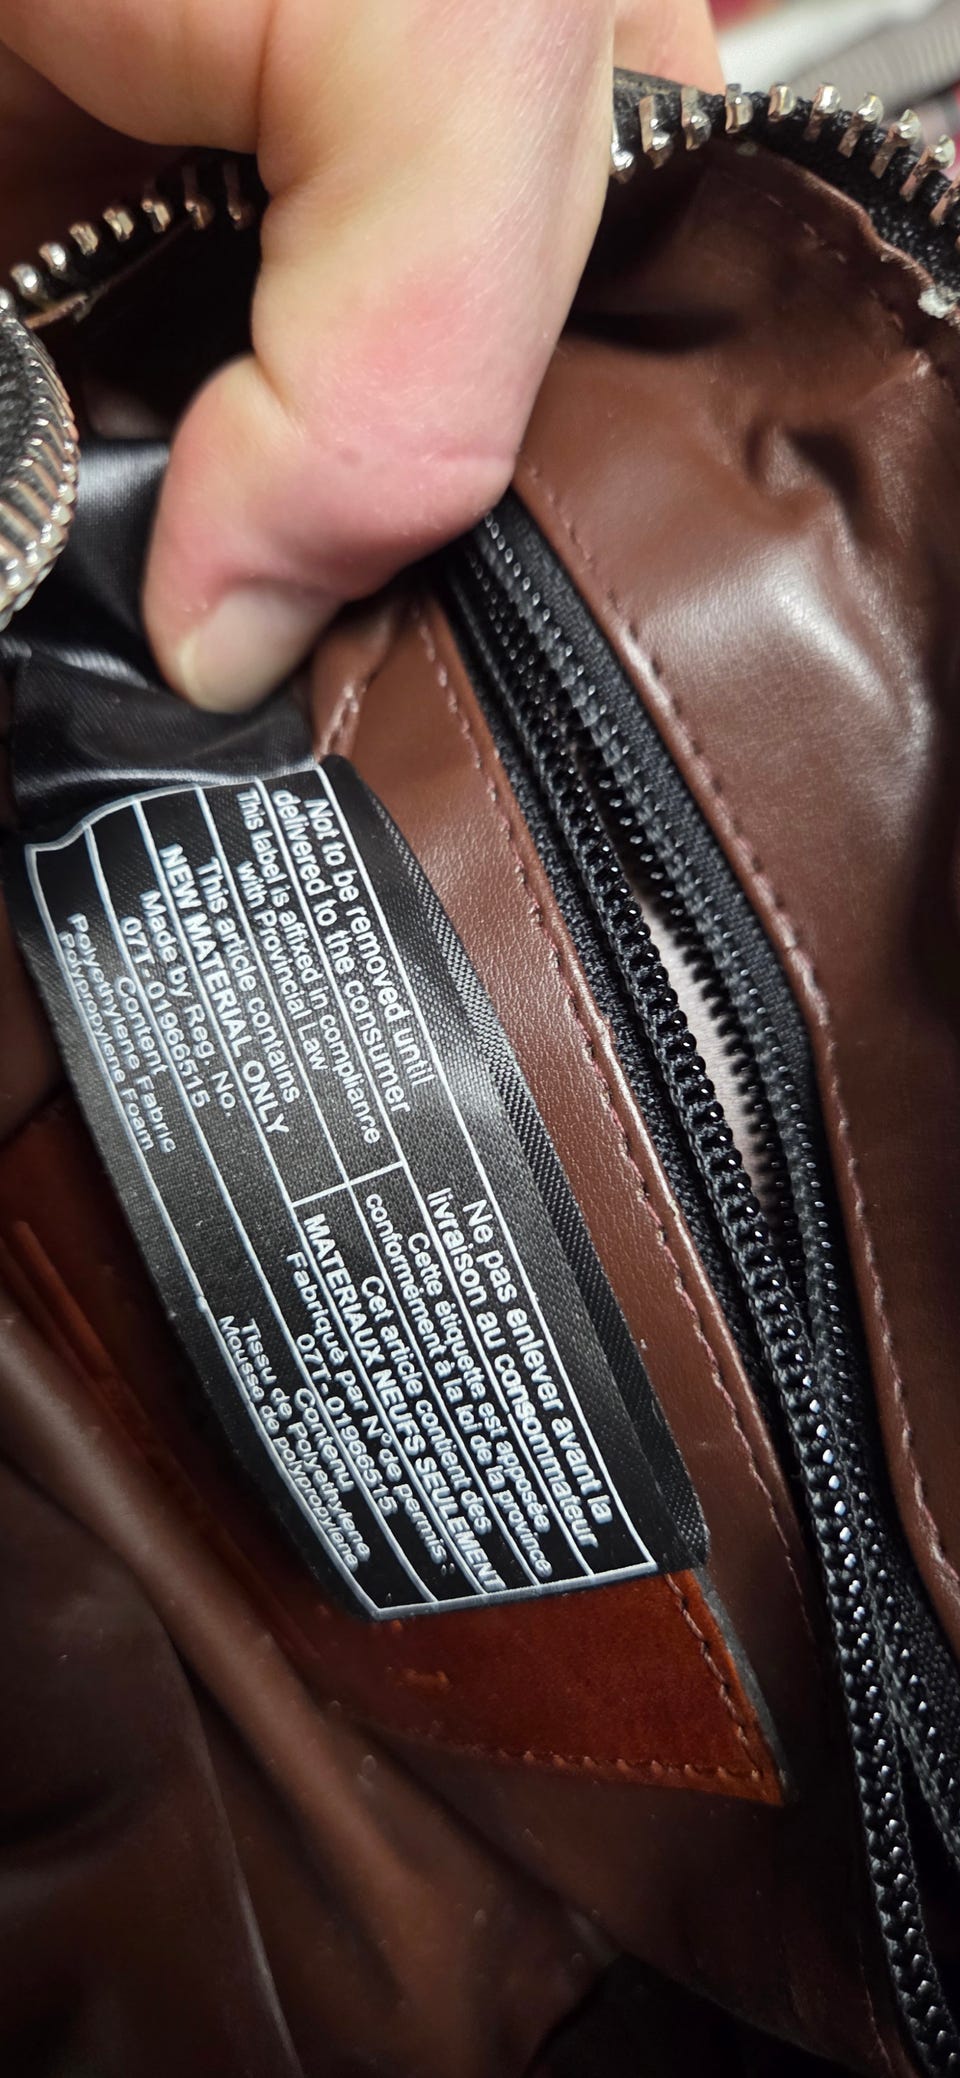 Not to be removed until
delivered to the consumer
This label is affixed in compliance
with Provincial Law
This article contains
NEW MATERIAL ONLY
Made by Reg. No.
07T-01966515
Content
Polyethylene Fabric
Polypropylene Foam
Ne pas enlever avant la
livraison au consommateur
Cette étiquette est apposée
conformément à la loi de la province
Cet article contient des
MATERIAUX NEUFS SEULEMENT
Fabriqué par N° de permis
07T-01966515
Contenu
Tissu de Polyethylene
Mousse de polypropylene